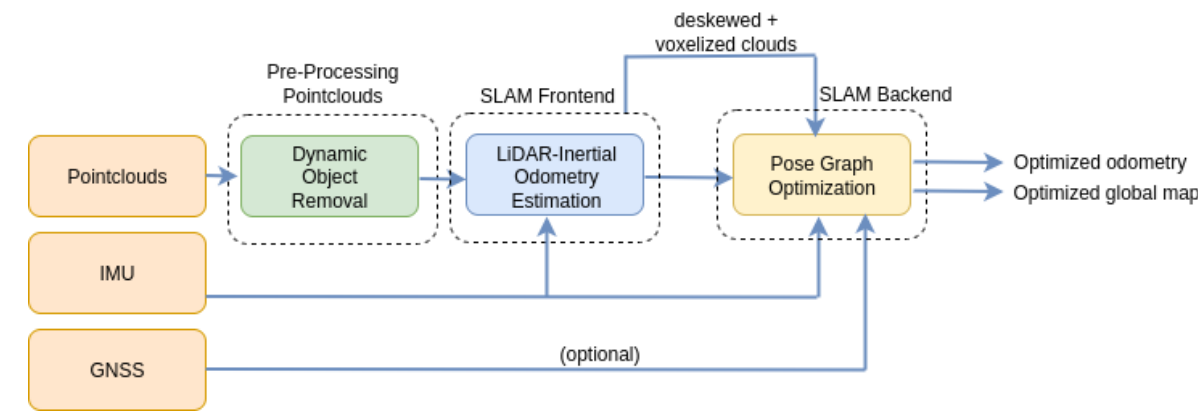 deskewed +
voxelized clouds
Pre-Processing
Pointclouds
SLAM Frontend
SLAM Backend
Pointclouds
Dynamic
Object
Removal
LiDAR-Inertial
Odometry
Estimation
Pose Graph
Optimization
Optimized odometry
Optimized global map
IMU
GNSS
(optional)